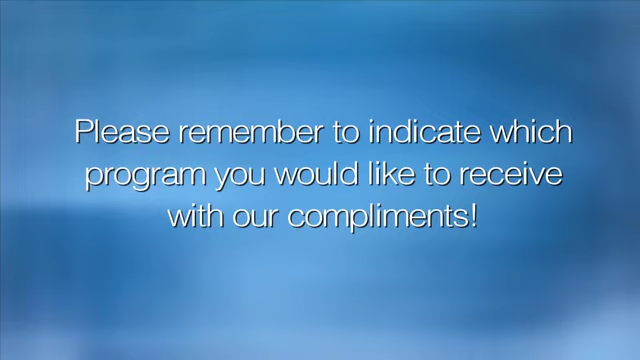 Please remember to indicate which
program you would like to receive
with our compliments!